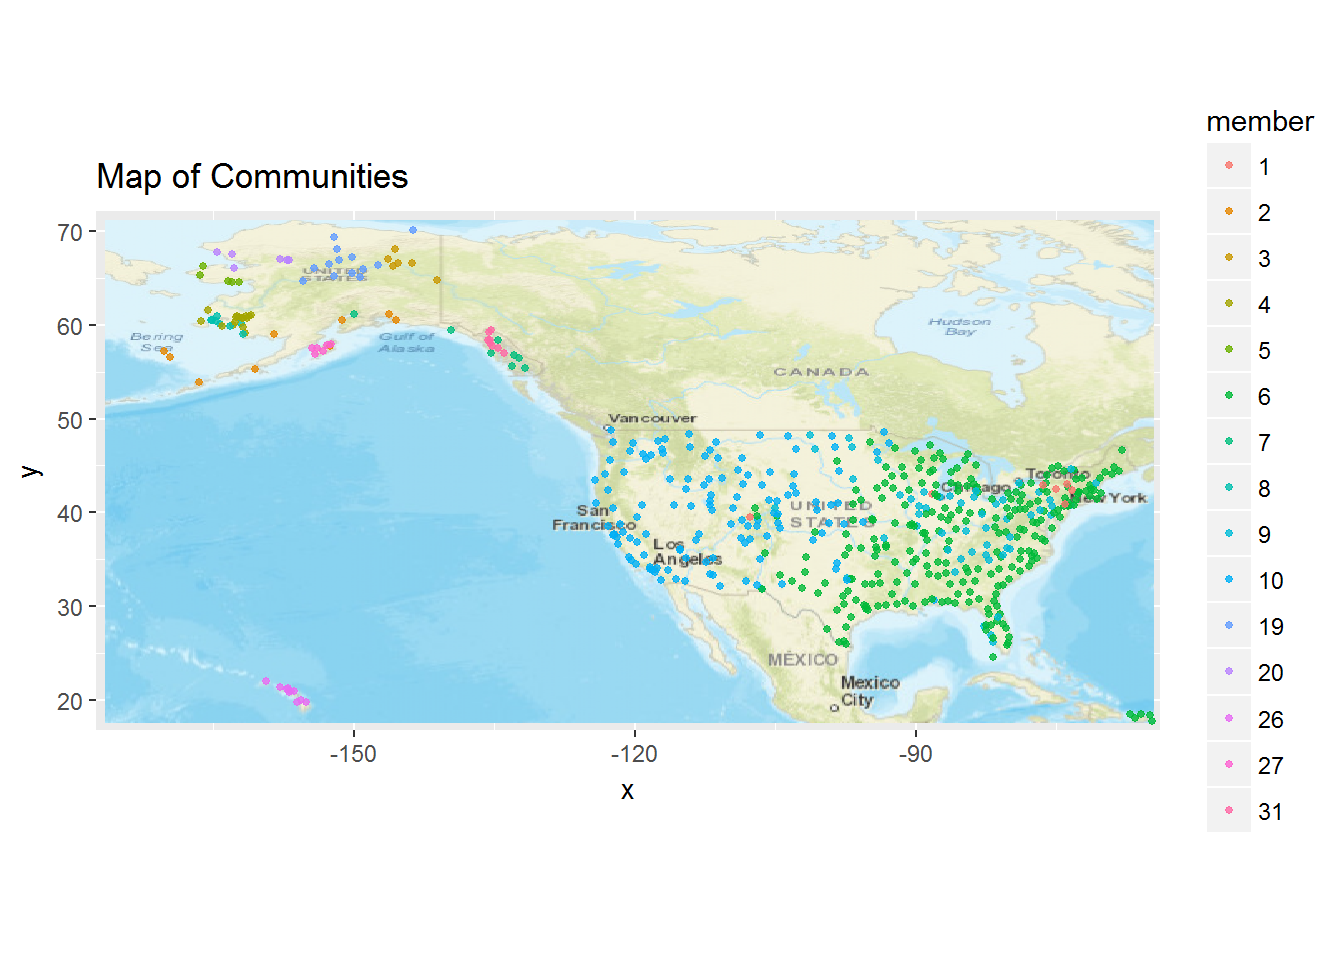 Map of Communities
member
1
2
3
4
5
6
7
8
9
10
19
20
26
27
31
70
60
50
40
30
20
y
-150
-120
-90
x
UNITED
STATES
Bering
Sea
Gulf of
Alaska
Hudson
Bay
CANADA
Vancouver
Toronto
Chicago
New York
San
Francisco
UNITED
STATES
Los
Angeles
MÉXICO
Mexico
City